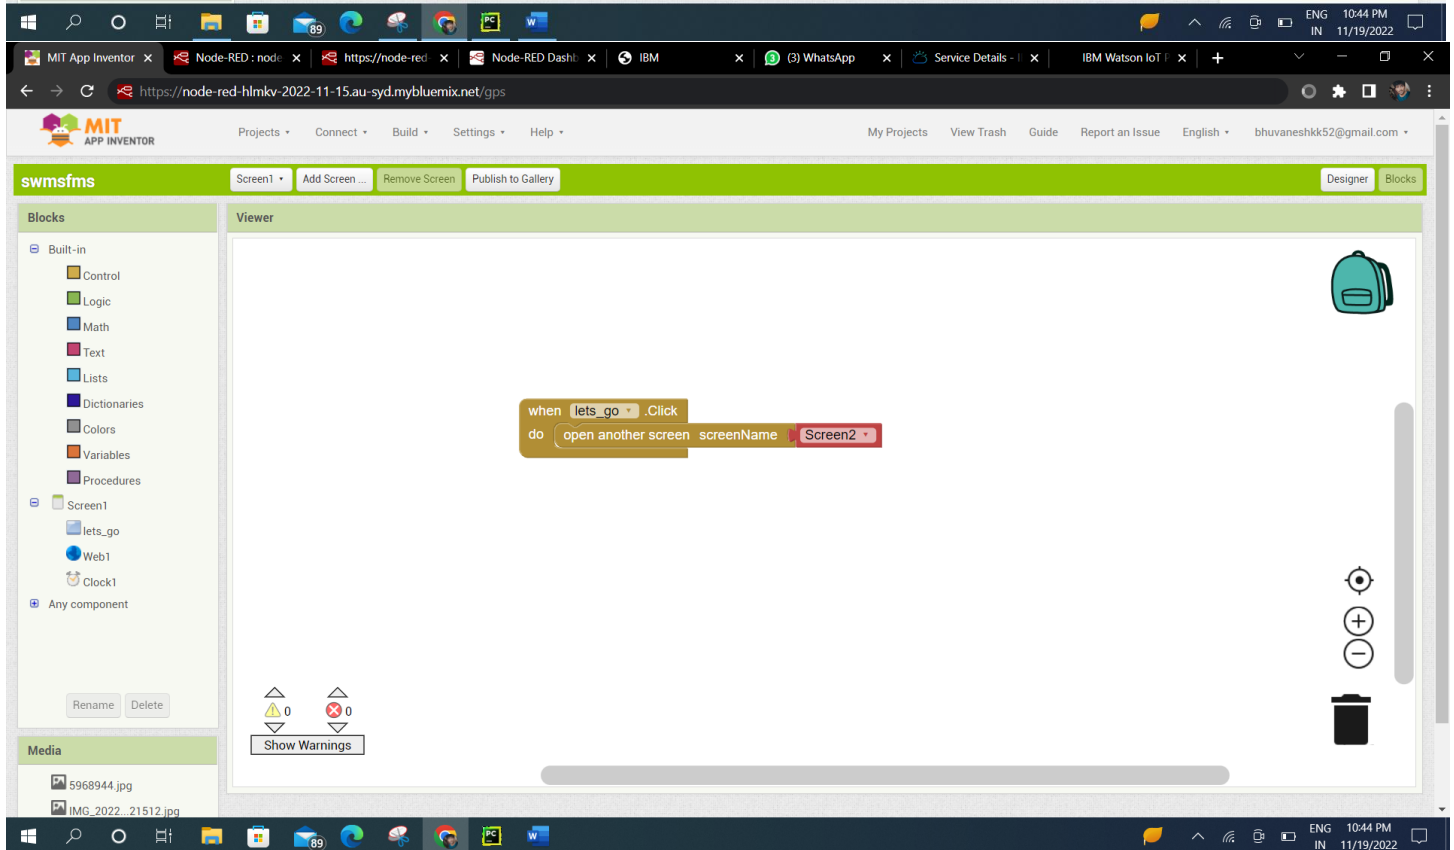 89
PC
W
ENG
IN
10:44 PM
11/19/2022
MIT App Inventor
Node-RED : node
https://node-red
Node-RED Dashb
IBM
3
(3) WhatsApp
Service Details - I
IBM Watson IoT P
https://node-red-hlmkv-2022-11-15.au-syd.mybluemix.net/gps
MIT
APP INVENTOR
Projects
Connect
Build
Settings
Help
My Projects
View Trash
Guide
Report an Issue
English
bhuvaneshkk52@gmail.com
swmsfms
Screen1
Add Screen ...
Remove Screen
Publish to Gallery
Designer
Blocks
Blocks
Viewer
Built-in
Control
Logic
Math
Text
Lists
Dictionaries
Colors
Variables
Procedures
Screen1
lets_go
Web1
Clock1
Any component
Rename
Delete
when lets_go .Click
do open another screen screenName Screen2
0
0
Show Warnings
Media
5968944.jpg
IMG_2022...21512.jpg
89
PC
W
ENG
IN
10:44 PM
11/19/2022